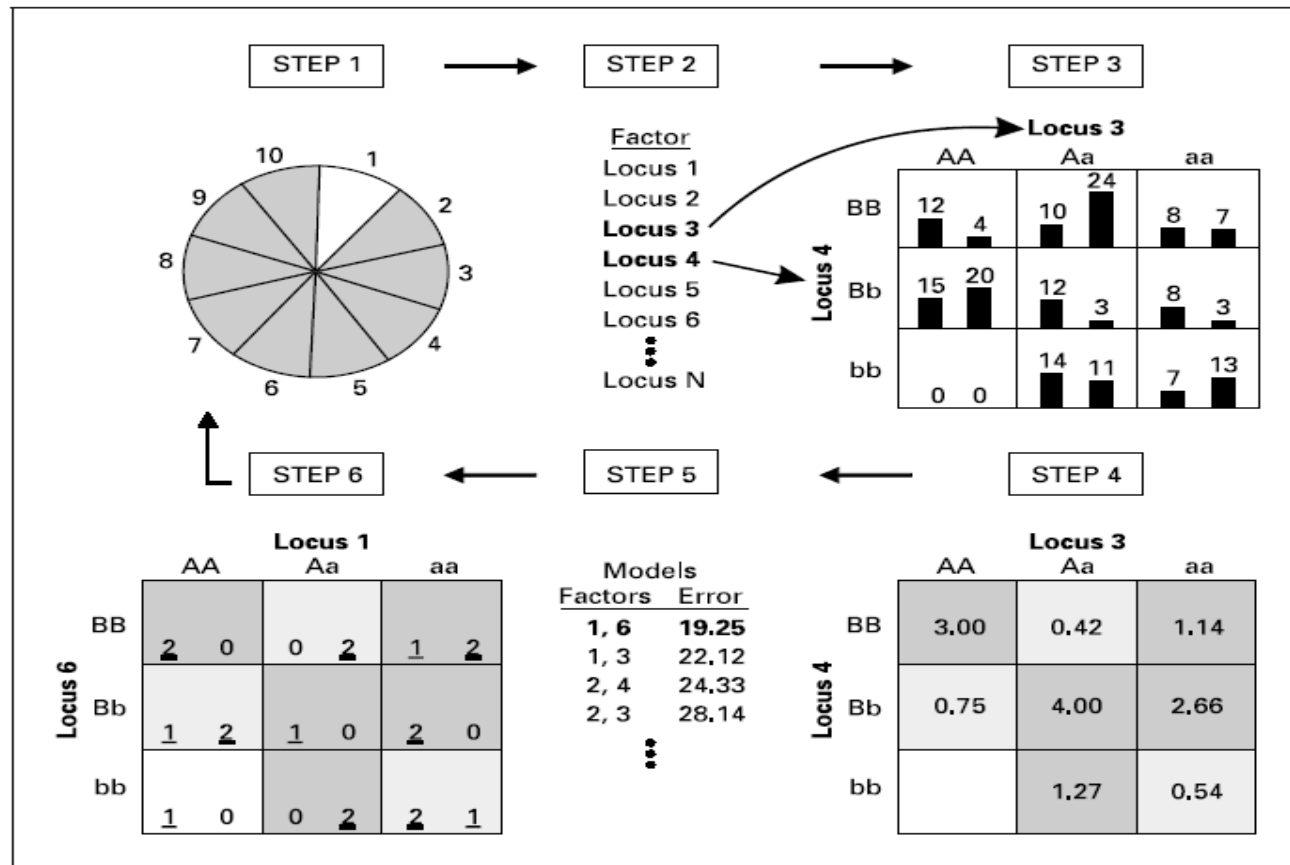 STEP 1
STEP 2
STEP 3
10 1
9 2
8 3
7 4
6 5
Factor
Locus 1
Locus 2
Locus 3
Locus 4
Locus 5
Locus 6
Locus N
Locus 3
AA Aa aa
Locus 4
BB 12 4 10 24 8 7
Bb 15 20 12 3 8 3
bb 0 0 14 11 7 13
STEP 6
STEP 5
STEP 4
Locus 1
AA Aa aa
Locus 6
BB 2 0 0 2 1 2
Bb 1 2 1 0 2 0
bb 1 0 0 2 2 1
Models
Factors Error
1, 6 19.25
1, 3 22.12
2, 4 24.33
2, 3 28.14
Locus 3
AA Aa aa
Locus 4
BB 3.00 0.42 1.14
Bb 0.75 4.00 2.66
bb 1.27 0.54